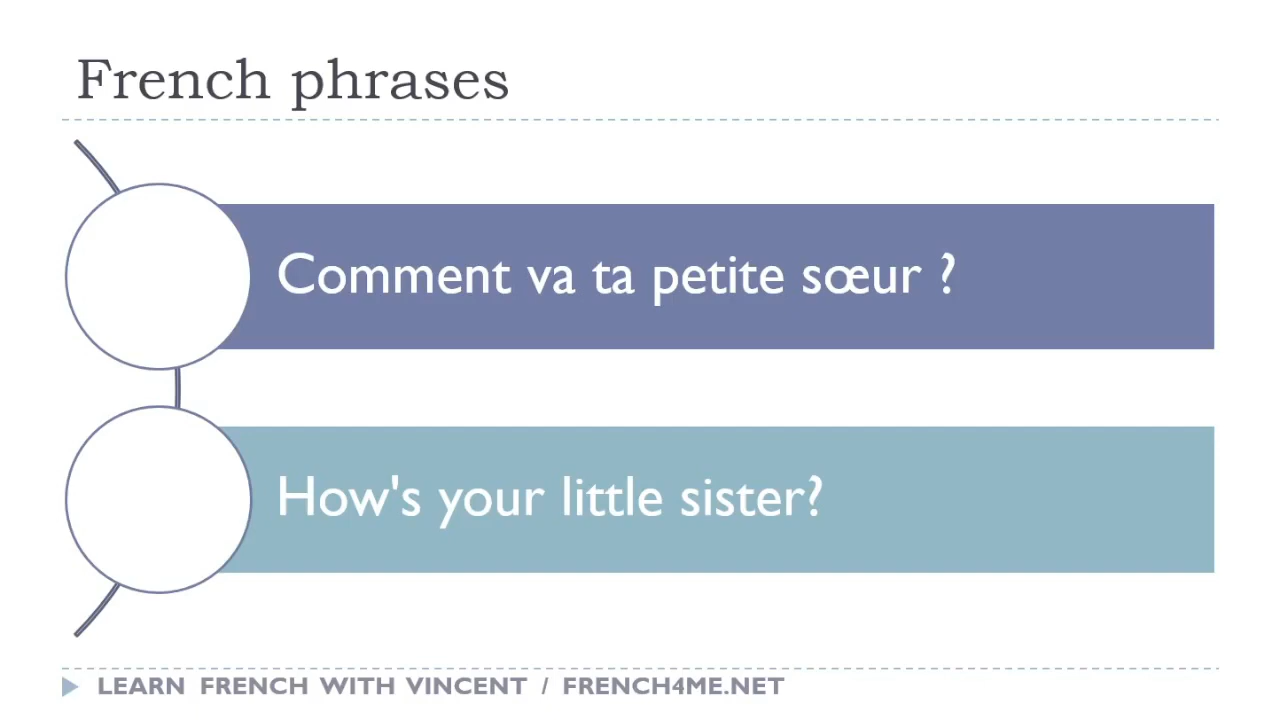 French phrases
Comment va ta petite sœur ?
How's your little sister?
LEARN FRENCH WITH VINCENT / FRENCH4ME.NET